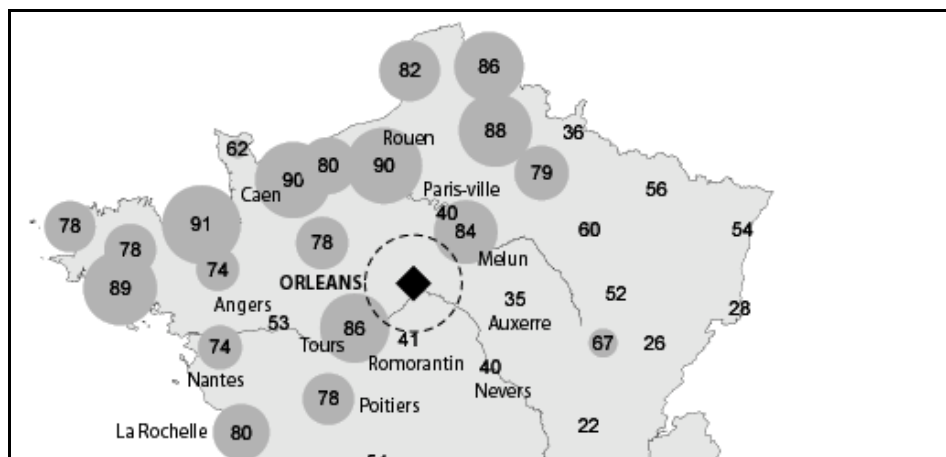 82
86
88
36
Rouen
62
80
90
90
79
Caen
Paris-ville
56
78
91
40
84
60
54
78
78
Melun
74
ORLEANS
89
Angers
35
52
28
53
86
Auxerre
Tours
41
67
26
74
Romorantin
40
Nantes
Nevers
78
Poitiers
La Rochelle
80
22